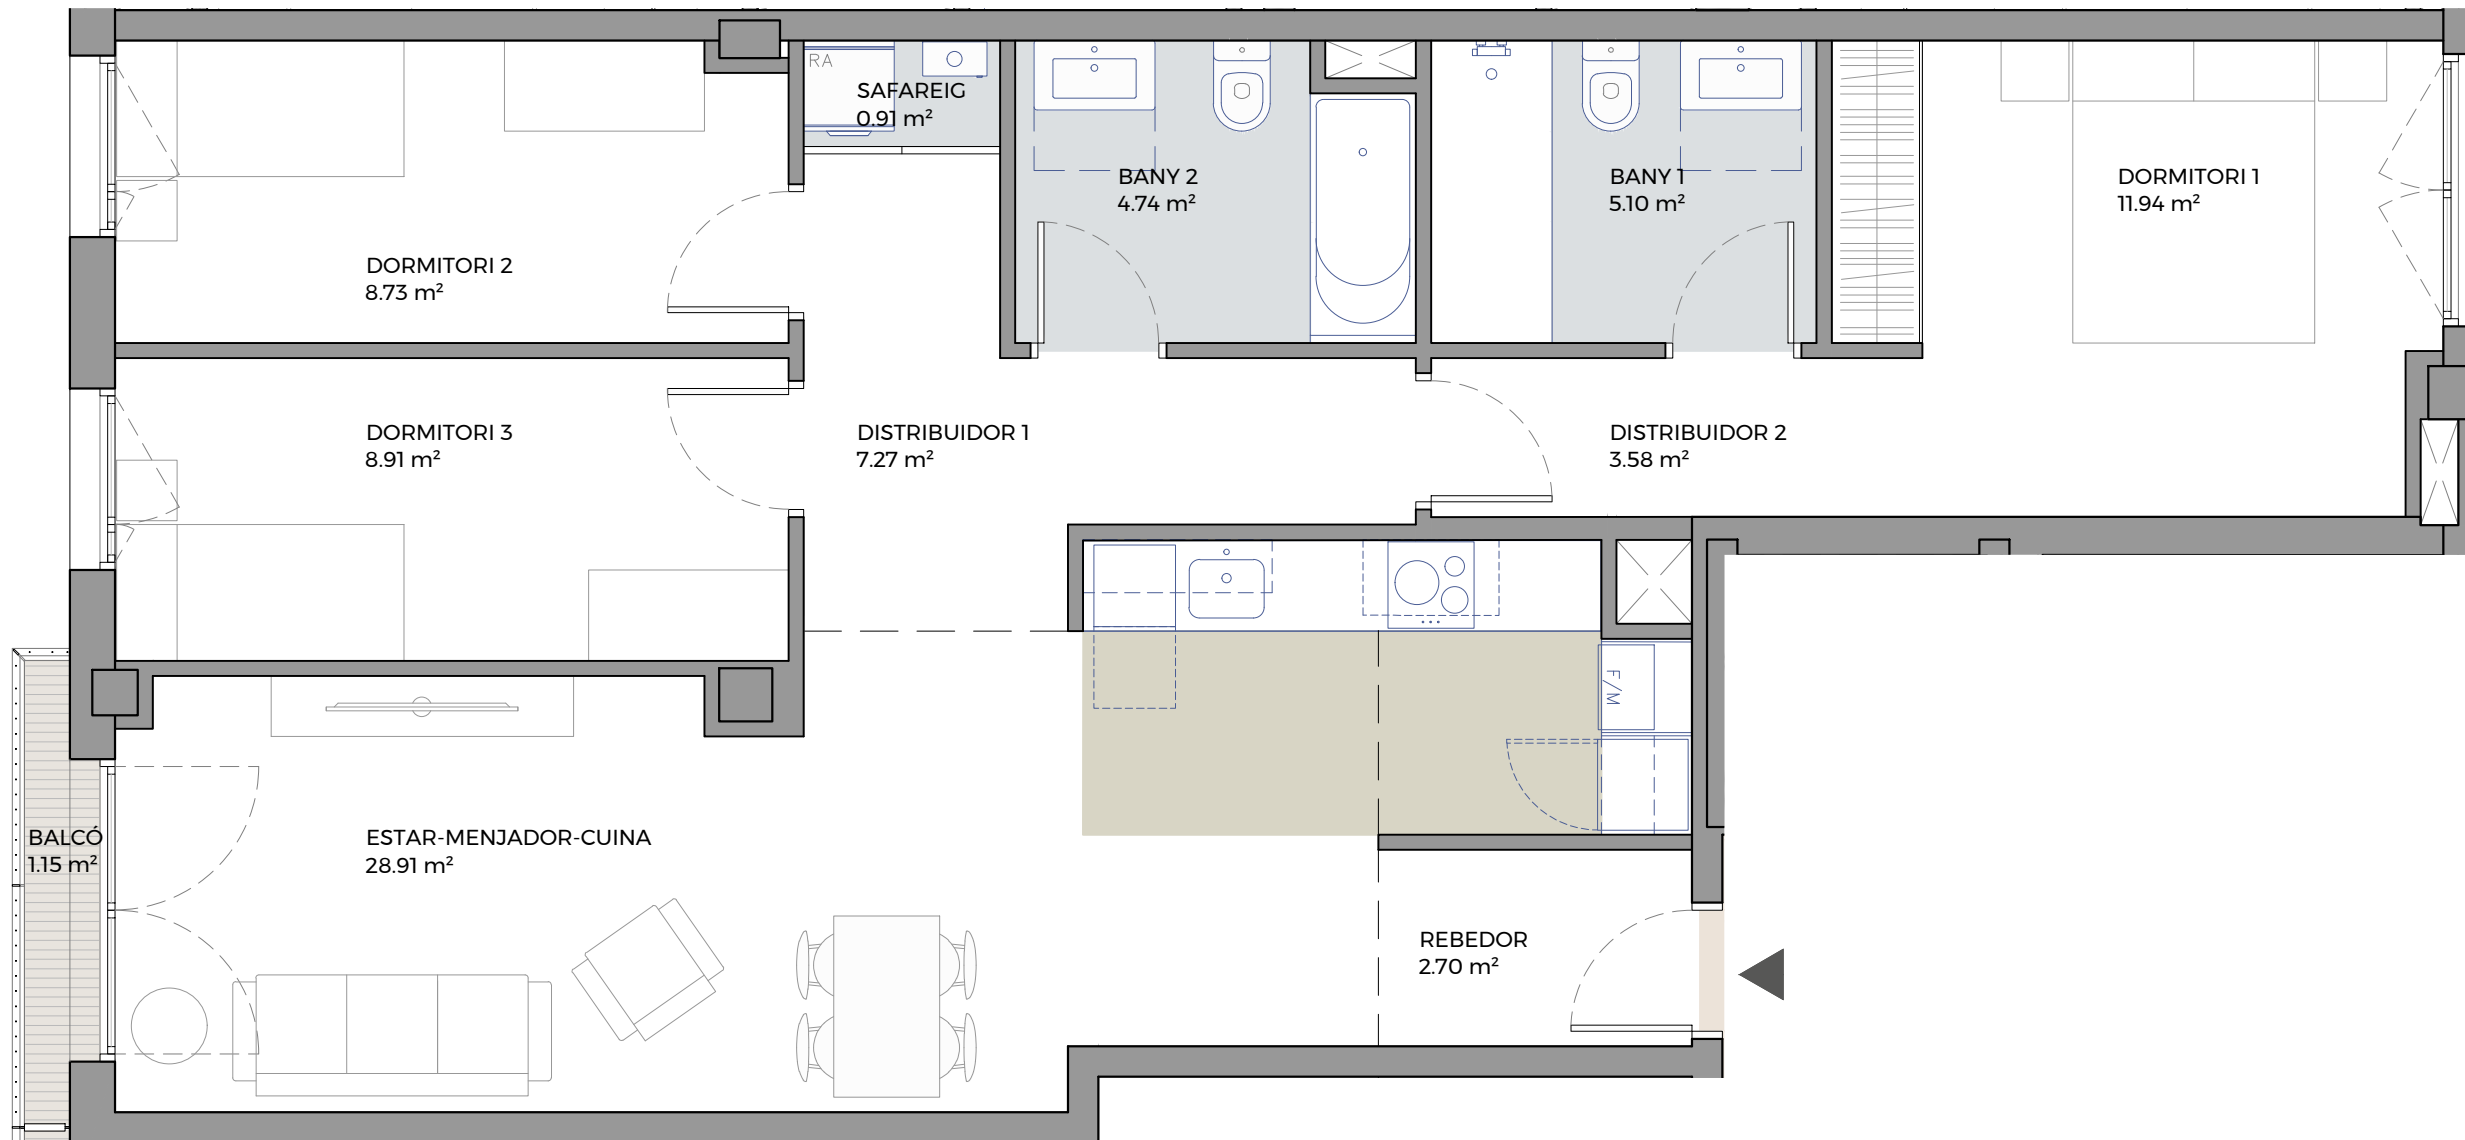 RA
SAFAREIG
0.91 m²
BANY 2
4.74 m²
BANY 1
5.10 m²
DORMITORI 1
11.94 m²
DORMITORI 2
8.73 m²
DORMITORI 3
8.91 m²
DISTRIBUIDOR 1
7.27 m²
DISTRIBUIDOR 2
3.58 m²
F/M
BALCÓ
1.15 m²
ESTAR-MENJADOR-CUINA
28.91 m²
REBEDOR
2.70 m²